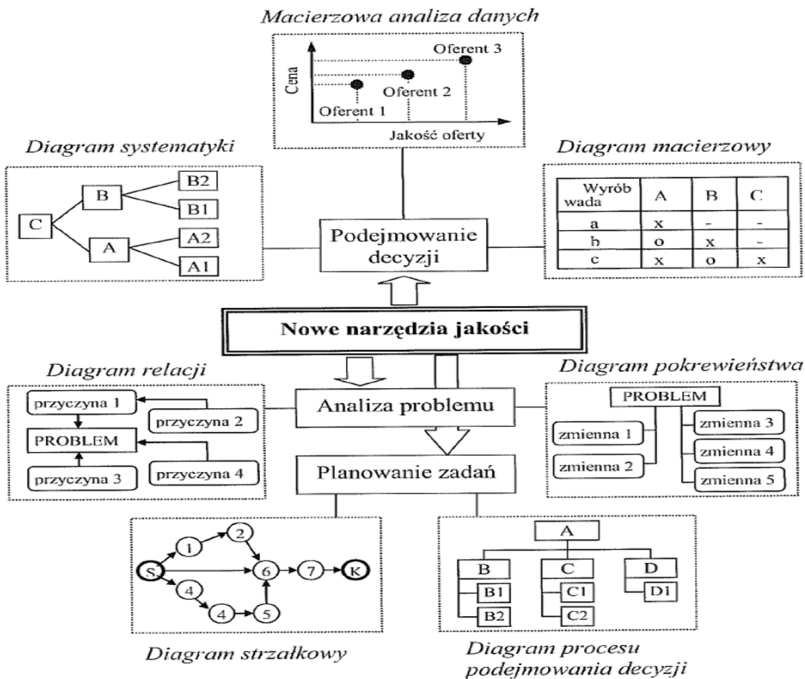 Macierzowa analiza danych
Cena
Oferent 3
Oferent 2
Oferent 1
Jakość oferty
Diagram systematyki
C
B
A
B2
B1
A2
A1
Podejmowanie
decyzji
Diagram macierzowy
Wyrób
wada
A B C
a x - -
b o x -
c x o x
Nowe narzędzia jakości
Diagram relacji
przyczyna 1
przyczyna 2
PROBLEM
przyczyna 3
przyczyna 4
Analiza problemu
Diagram pokrewieństwa
PROBLEM
zmienna 1
zmienna 2
zmienna 3
zmienna 4
zmienna 5
Planowanie zadań
S
1
2
6
7
K
4
4
5
Diagram strzałkowy
A
B C D
B1 C1 D1
B2 C2
Diagram procesu
podejmowania decyzji